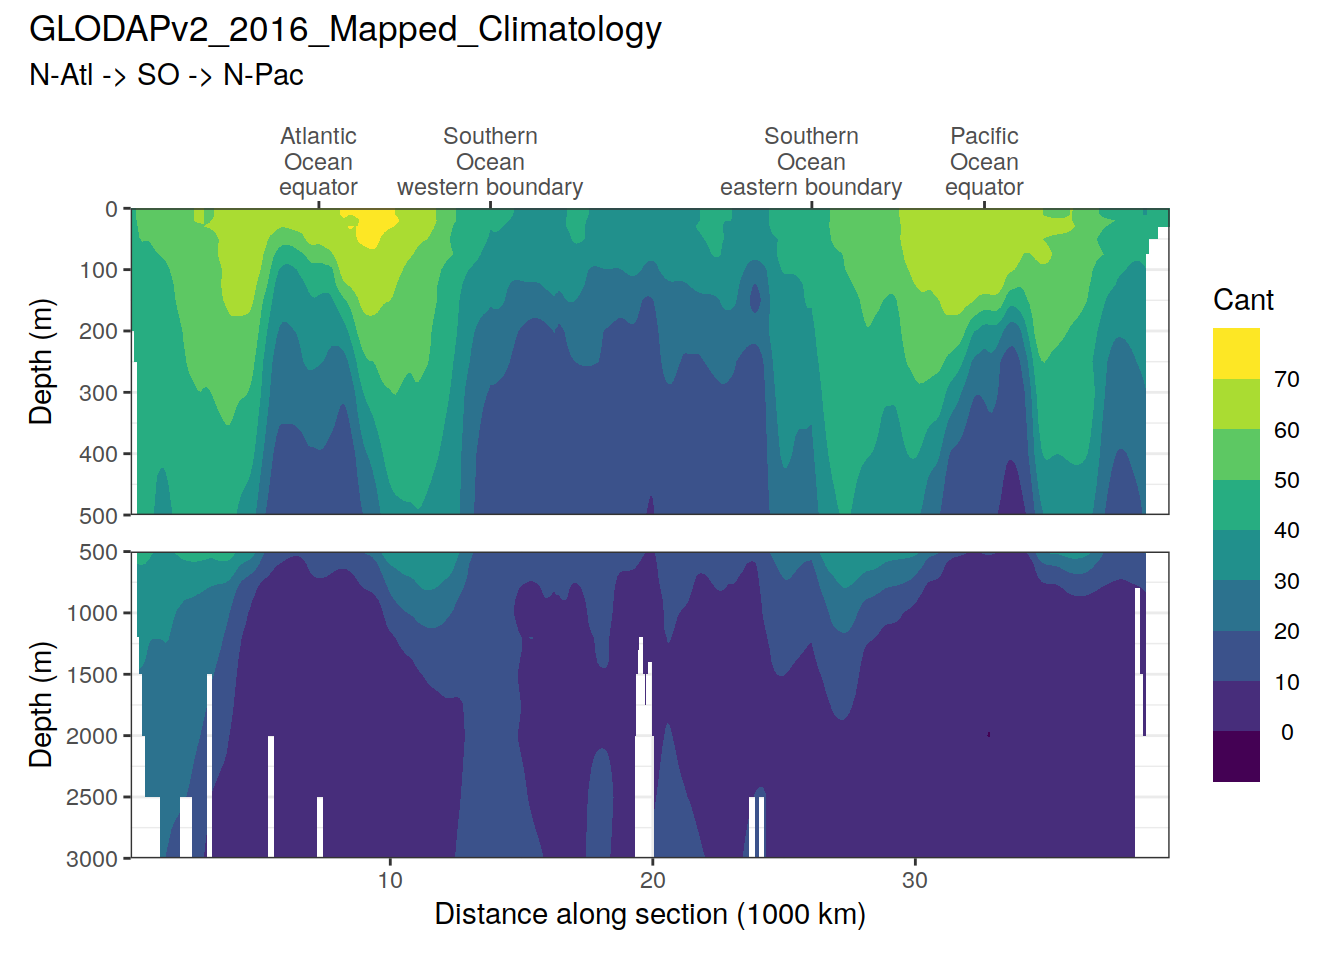 GLODAPv2_2016_Mapped_Climatology
N-Atl -> SO -> N-Pac
Atlantic
Ocean
equator
Southern
Ocean
western boundary
Southern
Ocean
eastern boundary
Pacific
Ocean
equator
Depth (m)
0
100
200
300
400
500
Depth (m)
500
1000
1500
2000
2500
3000
10
20
30
Distance along section (1000 km)
Cant
70
60
50
40
30
20
10
0